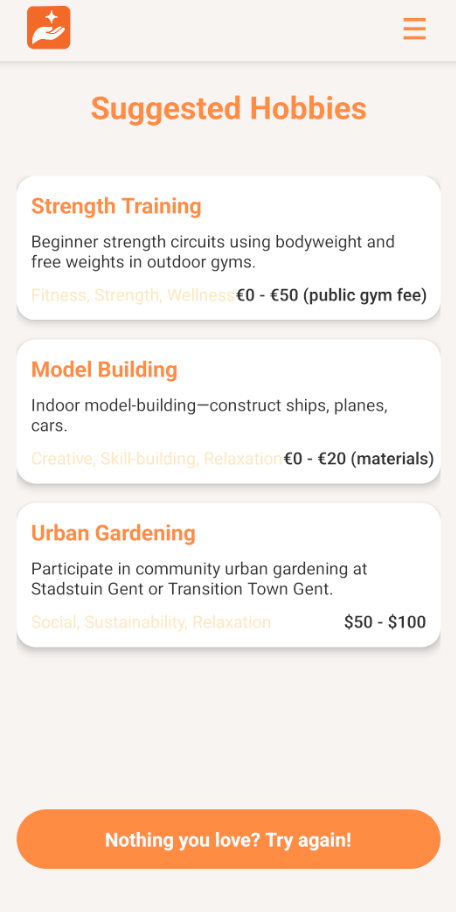 Suggested Hobbies
Strength Training
Beginner strength circuits using bodyweight and
free weights in outdoor gyms.
Fitness, Strength, Wellness €0 - €50 (public gym fee)
Model Building
Indoor model-building—construct ships, planes,
cars.
Creative, Skill-building, Relaxation €0 - €20 (materials)
Urban Gardening
Participate in community urban gardening at
Stadstuin Gent or Transition Town Gent.
Social, Sustainability, Relaxation $50 - $100
Nothing you love? Try again!